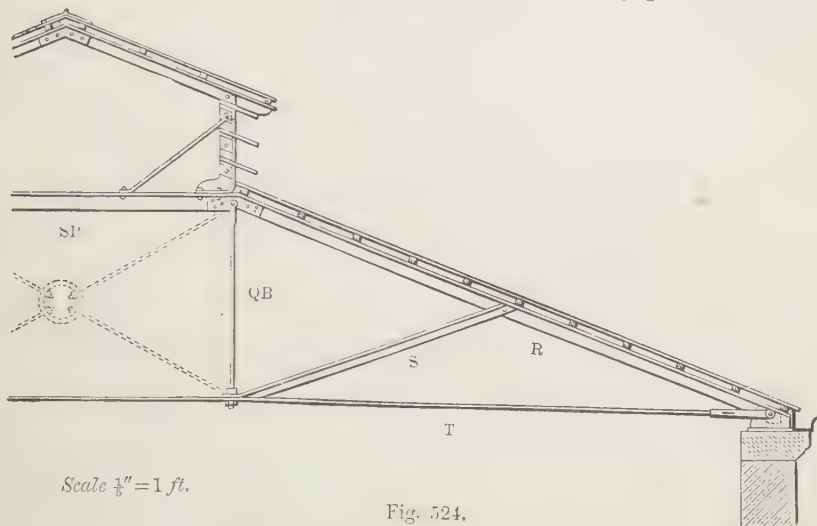 SP
QB
S
R
T
Scale ⅛"=1 ft.
Fig. 524.